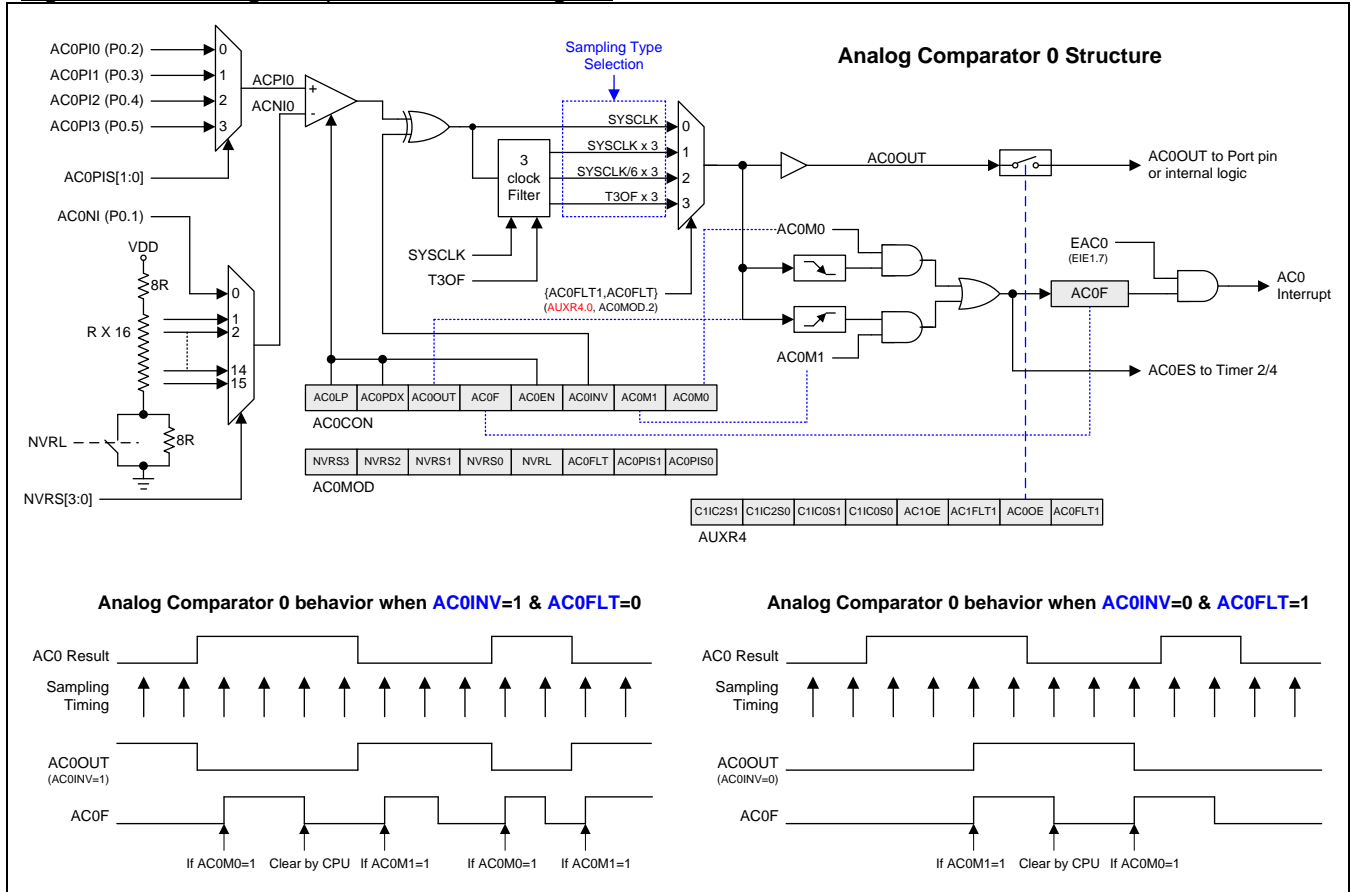 Analog Comparator 0 Structure
Sampling Type
Selection
AC0PI0 (P0.2)
AC0PI1 (P0.3)
AC0PI2 (P0.4)
AC0PI3 (P0.5)
0
1
2
3
AC0PIS[1:0]
ACPI0
ACNI0
+
-
AC0NI (P0.1)
VDD
8R
R X 16
0
1
2
14
15
NVRL
8R
NVRS[3:0]
3
clock
Filter
SYSCLK
T3OF
SYSCLK
SYSCLK x 3
SYSCLK/6 x 3
T3OF x 3
0
1
2
3
{AC0FLT1,AC0FLT}
(AUXR4.0, AC0MOD.2)
AC0OUT
AC0OUT to Port pin
or internal logic
AC0M0
AC0M1
EAC0
(EIE1.7)
AC0F
AC0
Interrupt
AC0ES to Timer 2/4
AC0LP AC0PDX AC0OUT AC0F AC0EN AC0INV AC0M1 AC0M0
AC0CON
NVRS3 NVRS2 NVRS1 NVRS0 NVRL AC0FLT AC0PIS1 AC0PIS0
AC0MOD
C1IC2S1 C1IC2S0 C1IC0S1 C1IC0S0 AC1OE AC1FLT1 AC0OE AC0FLT1
AUXR4
Analog Comparator 0 behavior when AC0INV=1 & AC0FLT=0
AC0 Result
Sampling
Timing
AC0OUT
(AC0INV=1)
AC0F
If AC0M0=1 Clear by CPU If AC0M1=1 If AC0M0=1 If AC0M1=1
Analog Comparator 0 behavior when AC0INV=0 & AC0FLT=1
AC0 Result
Sampling
Timing
AC0OUT
(AC0INV=0)
AC0F
If AC0M1=1 Clear by CPU If AC0M0=1